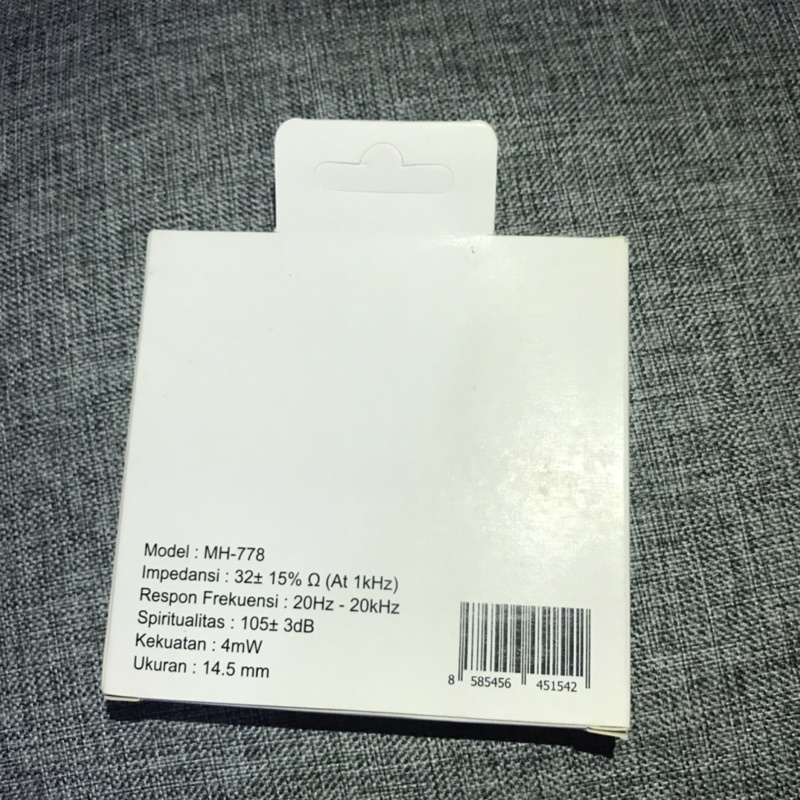 Model : MH-778
Impedansi : 32± 15% Ω (At 1kHz)
Respon Frekuensi : 20Hz - 20kHz
Spiritualitas : 105± 3dB
Kekuatan : 4mW
Ukuran : 14.5 mm
8 585456 451542